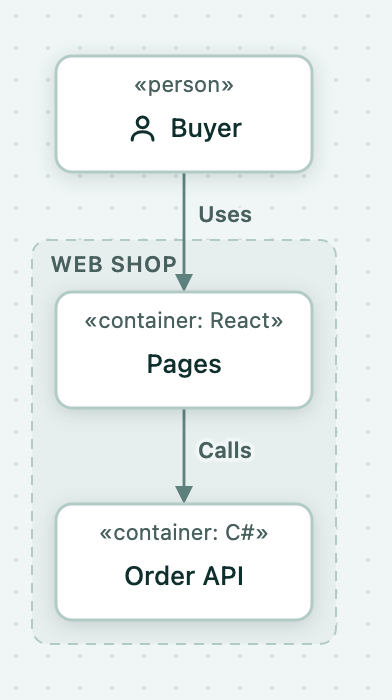 «person»
Buyer
Uses
WEB SHOP
«container: React»
Pages
Calls
«container: C#»
Order API